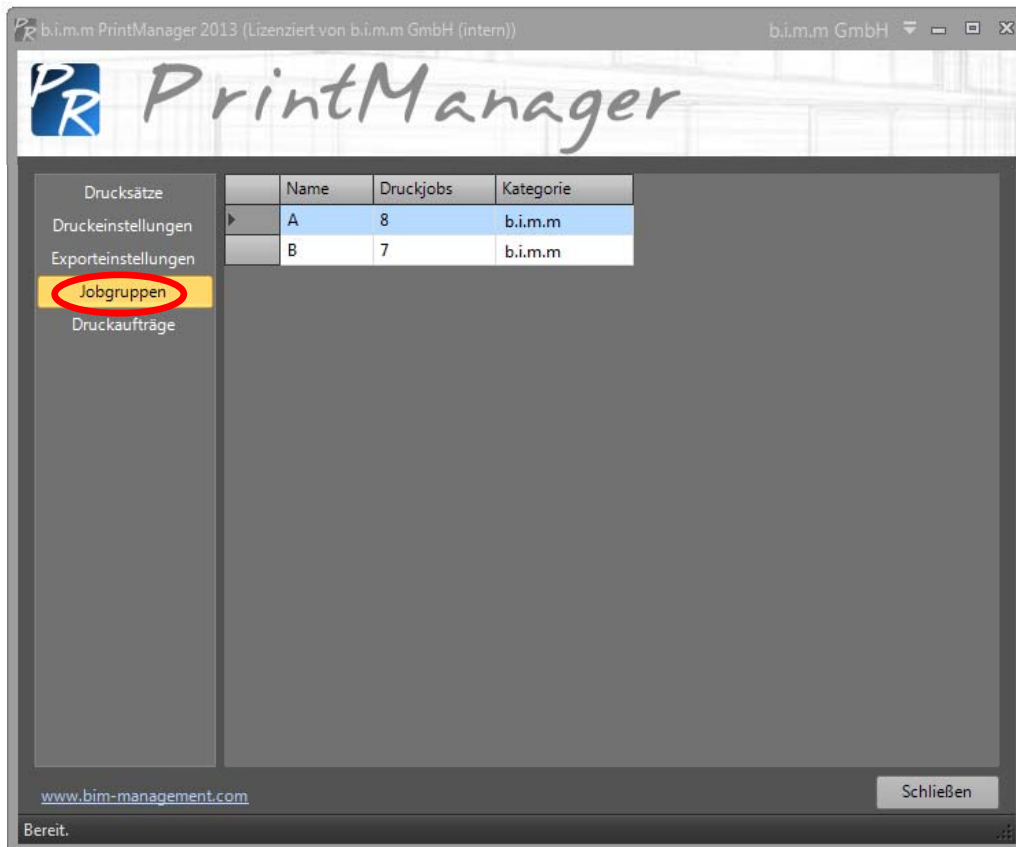 PR b.i.m.m PrintManager 2013 (Lizenziert von b.i.m.m GmbH (intern)) b.i.m.m GmbH
PR PrintManager
Drucksätze
Druckeinstellungen
Exporteinstellungen
Jobgruppen
Druckaufträge
Name Druckjobs Kategorie
A 8 b.i.m.m
B 7 b.i.m.m
www.bim-management.com
Schließen
Bereit.